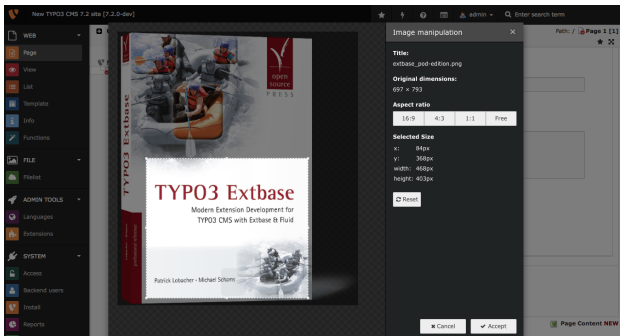 New TYPO3 CMS 7.2 site [7.2.0-dev]
admin
Enter search term
WEB
Page
View
List
Template
Info
Functions
FILE
Filelist
ADMIN TOOLS
Languages
Extensions
SYSTEM
Access
Backend users
Install
Reports
Path: / Page 1 [1]
open
source
PRESS
TYPO3 Extbase
TYPO3 Extbase
Modern Extension Development for
TYPO3 CMS with Extbase & Fluid
Patrick Lobacher - Michael Schams
Image manipulation
Title:
extbase_pod-edition.png
Original dimensions:
697 × 793
Aspect ratio
16:9
4:3
1:1
Free
Selected Size
x: 84px
y: 368px
width: 468px
height: 403px
Reset
Cancel
Accept
Page Content NEW